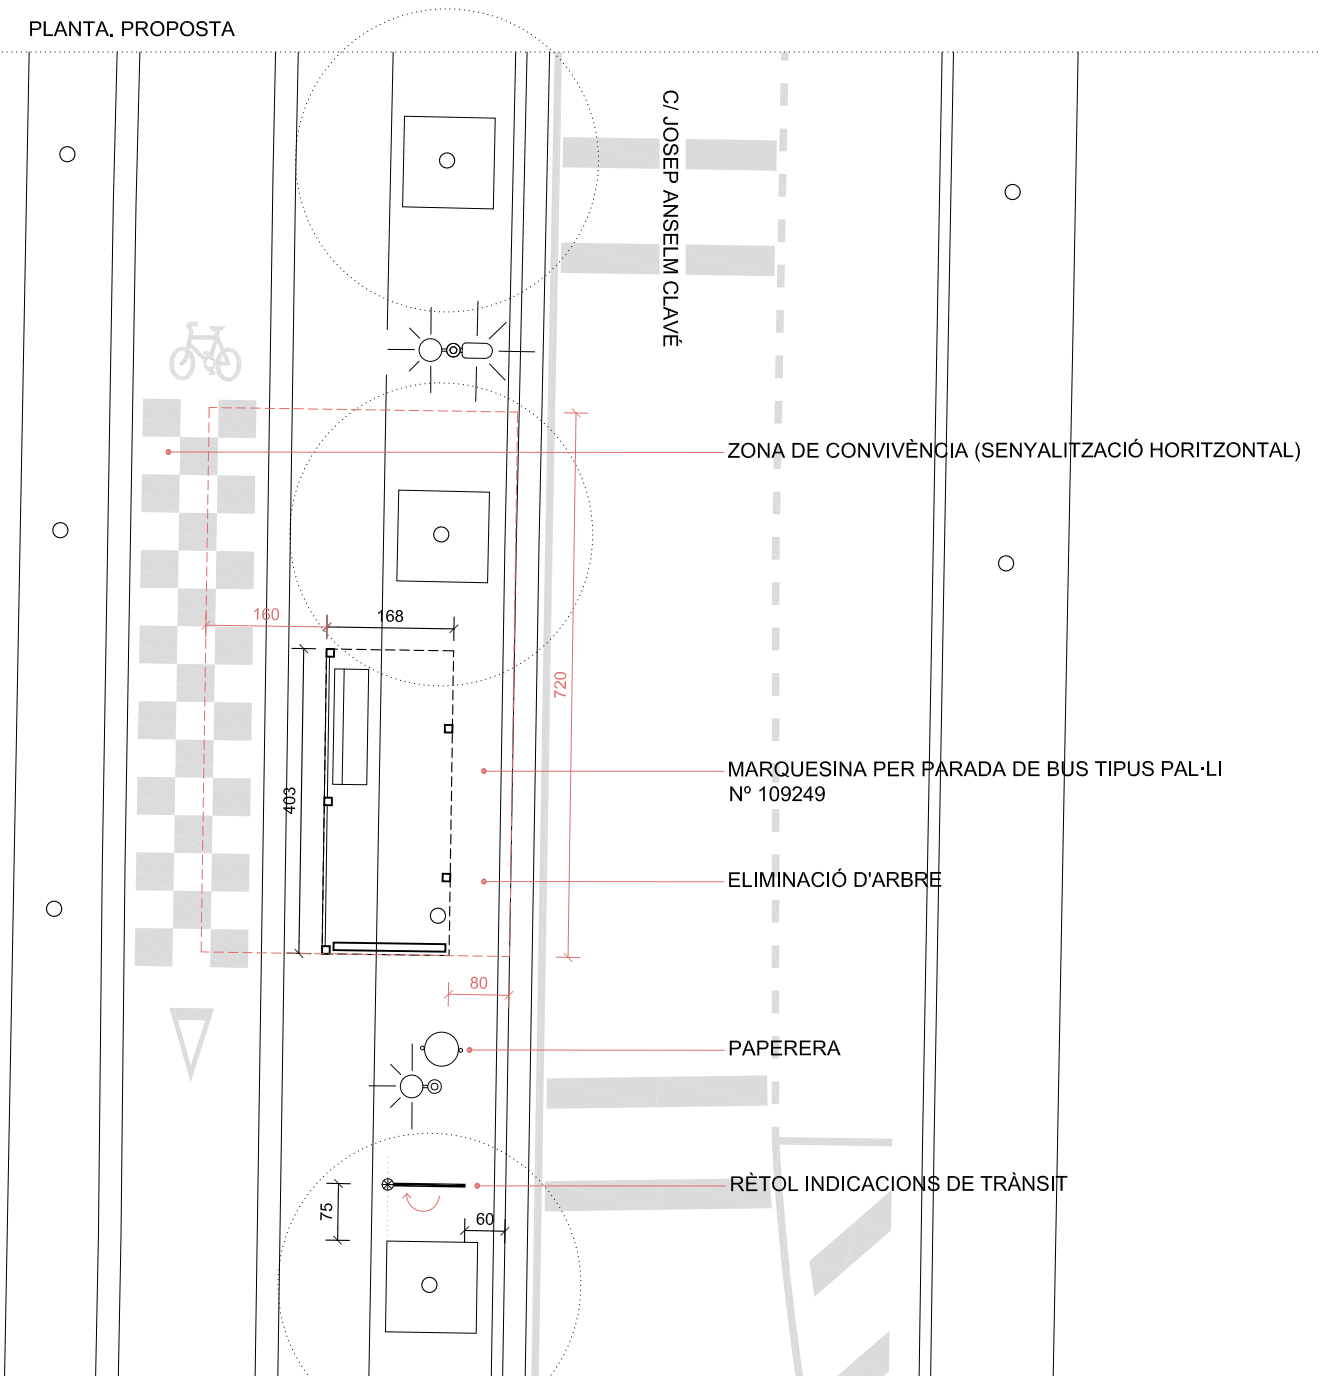 PLANTA. PROPOSTA
C/ JOSEP ANSELM CLAVÉ
ZONA DE CONVIVÈNCIA (SENYALITZACIÓ HORITZONTAL)
160
168
720
403
MARQUESINA PER PARADA DE BUS TIPUS PAL·LI
Nº 109249
ELIMINACIÓ D'ARBRE
80
PAPERERA
RÈTOL INDICACIONS DE TRÀNSIT
75
60